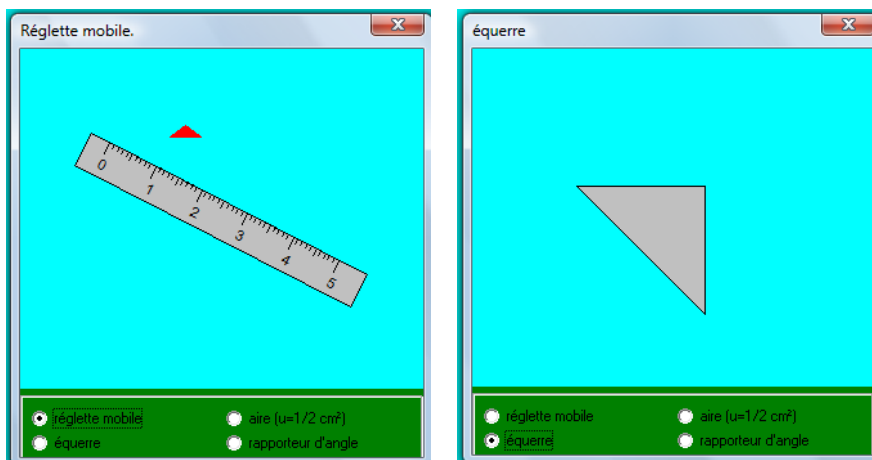 Réglette mobile.
0 1 2 3 4 5
réglette mobile
aire (u=1/2 cm²)
équerre
rapporteur d'angle
équerre
réglette mobile
aire (u=1/2 cm²)
équerre
rapporteur d'angle